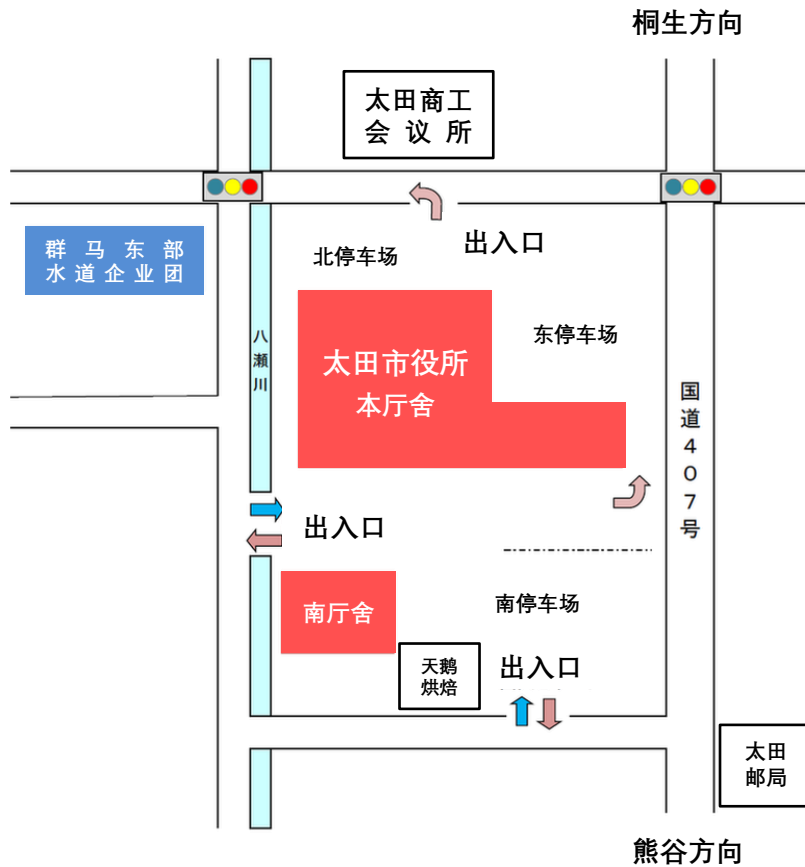 桐生方向
太田商工
会议所
出入口
群马东部
水道企业团
北停车场
东停车场
八瀬川
太田市役所
本厅舍
国道407号
出入口
南厅舍
南停车场
天鹅
烘焙
出入口
太田
邮局
熊谷方向